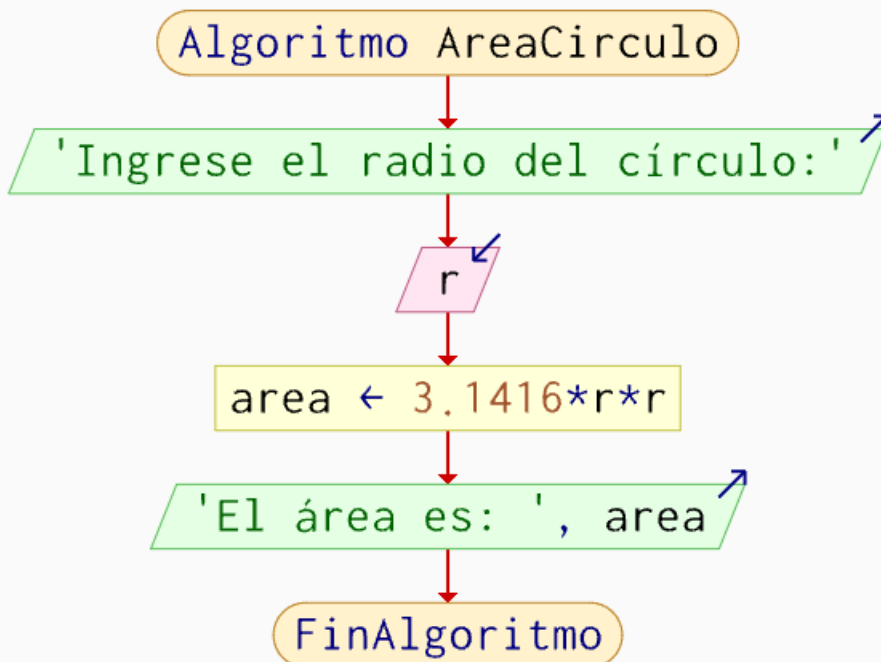 Algoritmo AreaCirculo
'Ingrese el radio del círculo:'
r
area ← 3.1416*r*r
'El área es: ', area
FinAlgoritmo